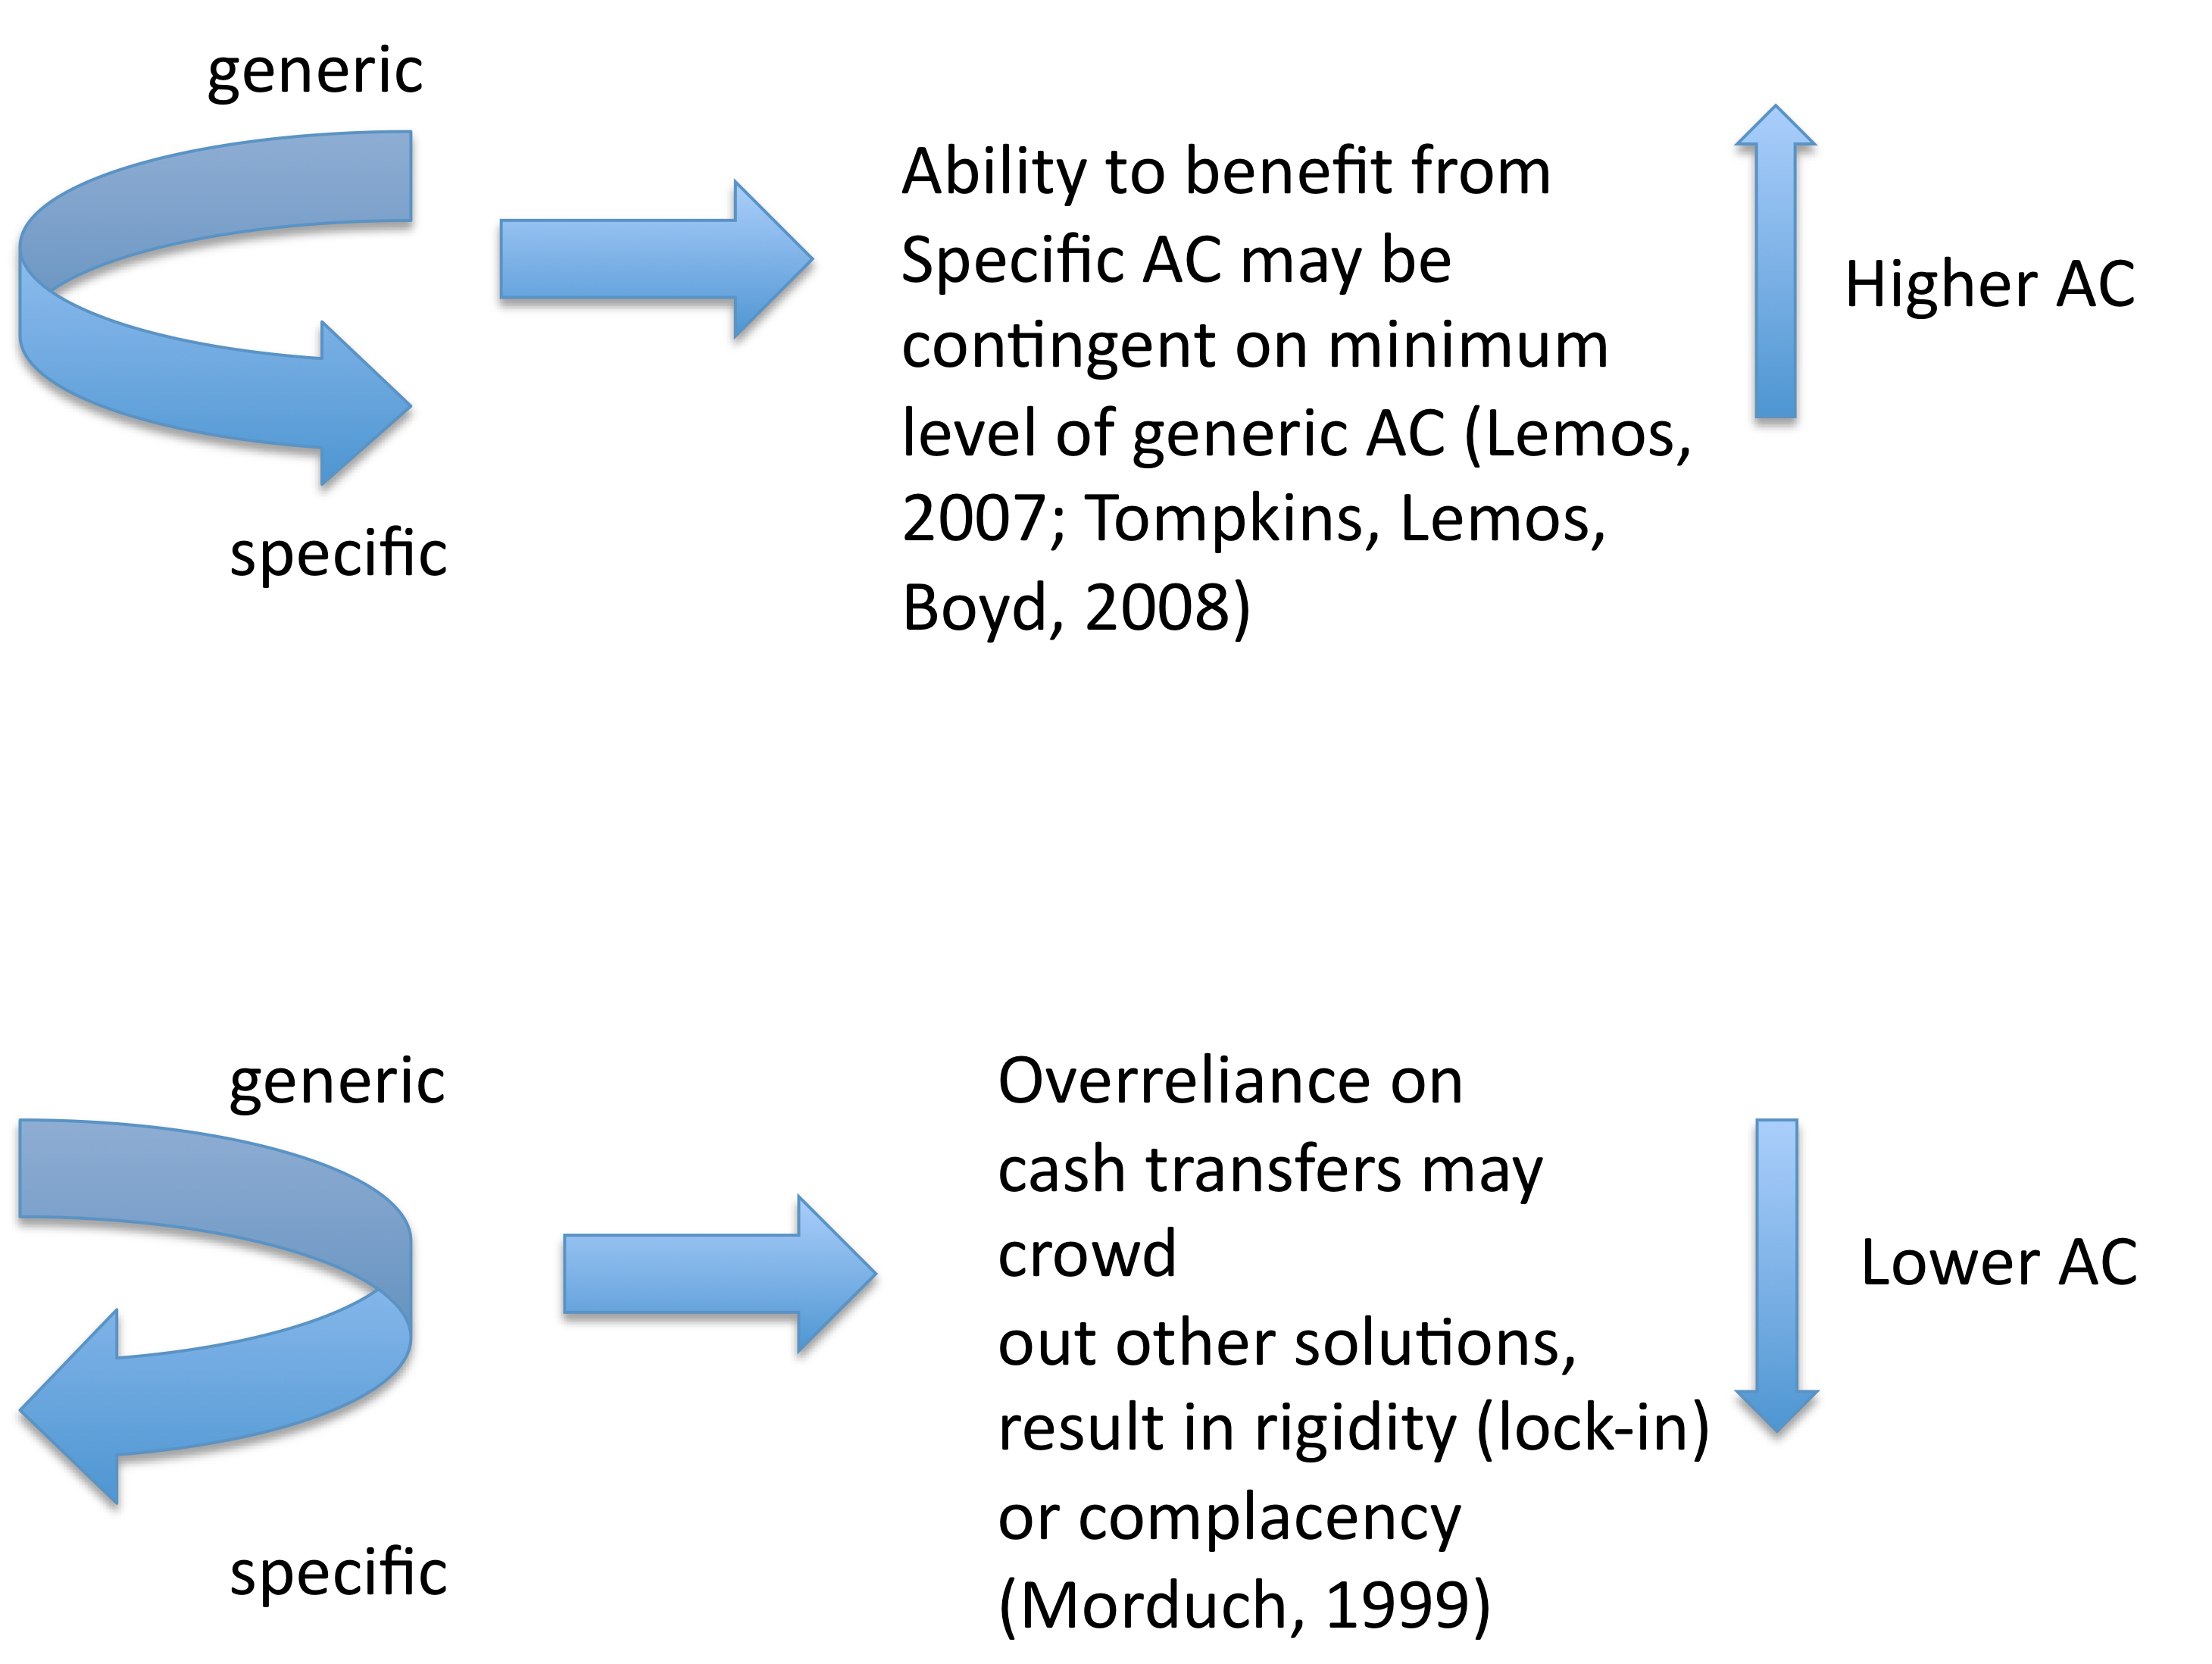 generic
Ability to benefit from
Specific AC may be
contingent on minimum
level of generic AC (Lemos,
2007; Tompkins, Lemos,
Boyd, 2008)
Higher AC
specific
generic
Overreliance on
cash transfers may
crowd
out other solutions,
result in rigidity (lock-in)
or complacency
(Morduch, 1999)
Lower AC
specific